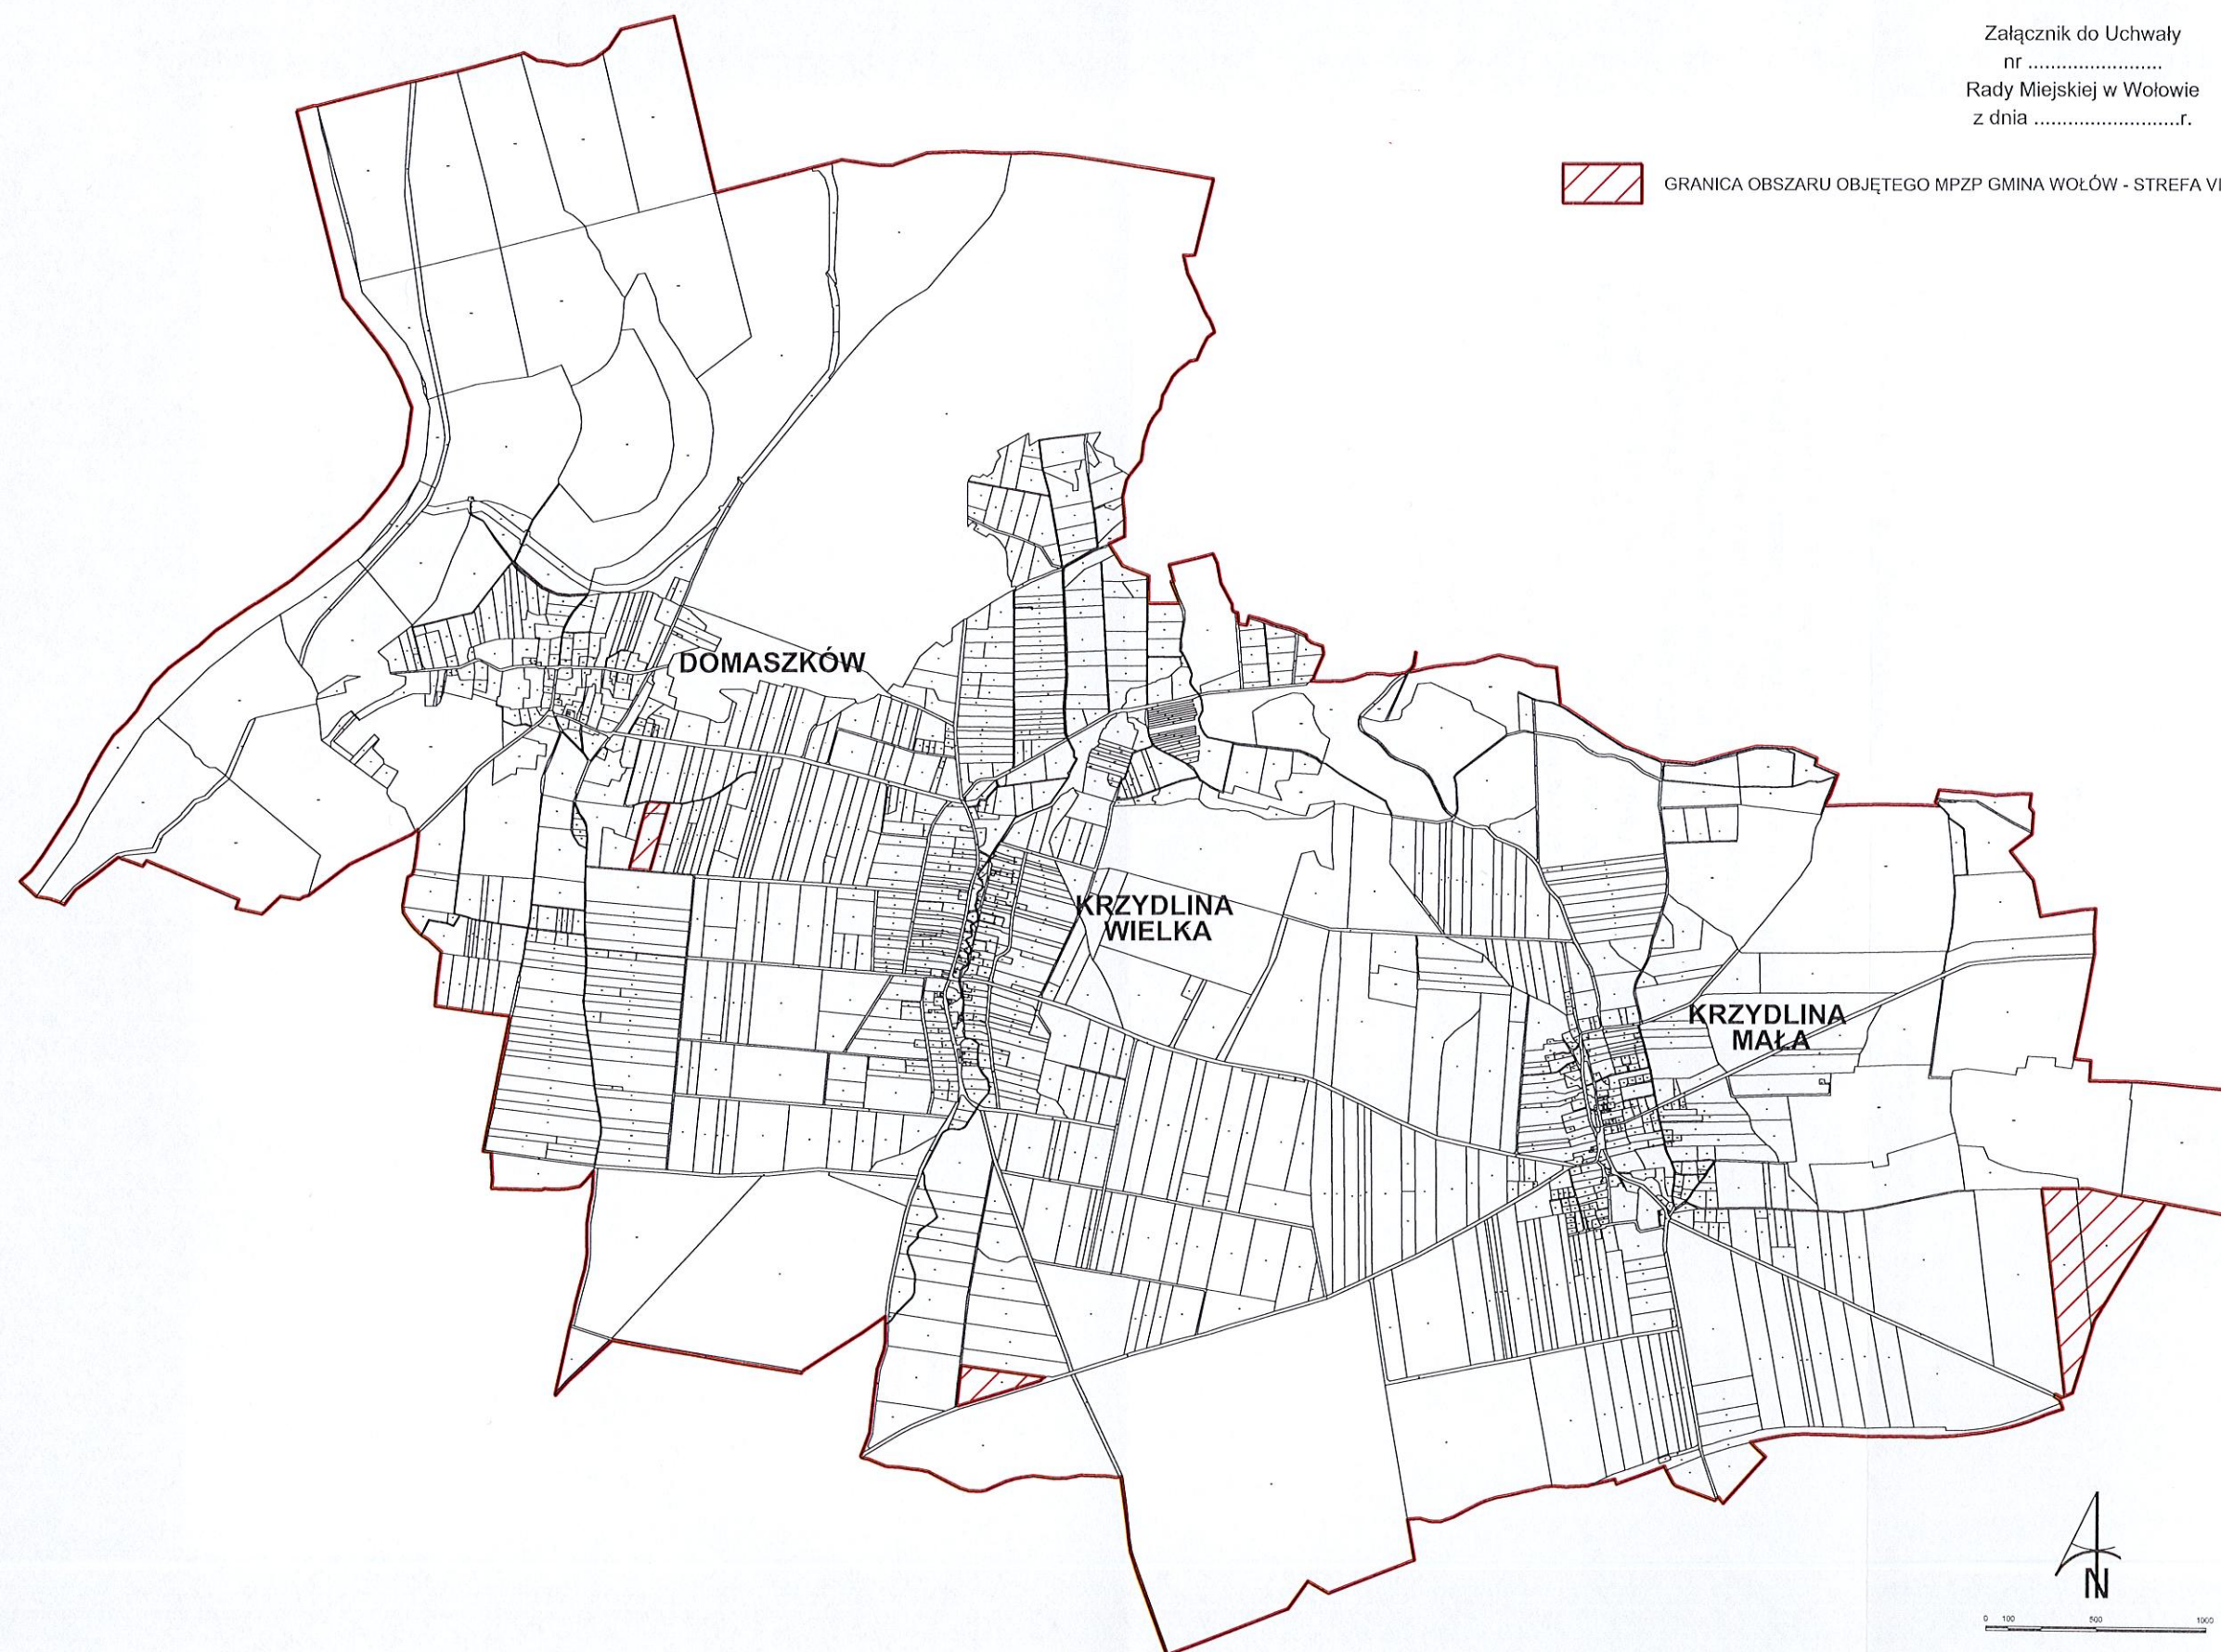 Załącznik do Uchwały
nr ........................
Rady Miejskiej w Wołowie
z dnia ..........................r.
GRANICA OBSZARU OBJĘTEGO MPZP GMINA WOŁÓW - STREFA VI
DOMASZKÓW
KRZYDLINA
WIELKA
KRZYDLINA
MAŁA
N
0 100 500 1000